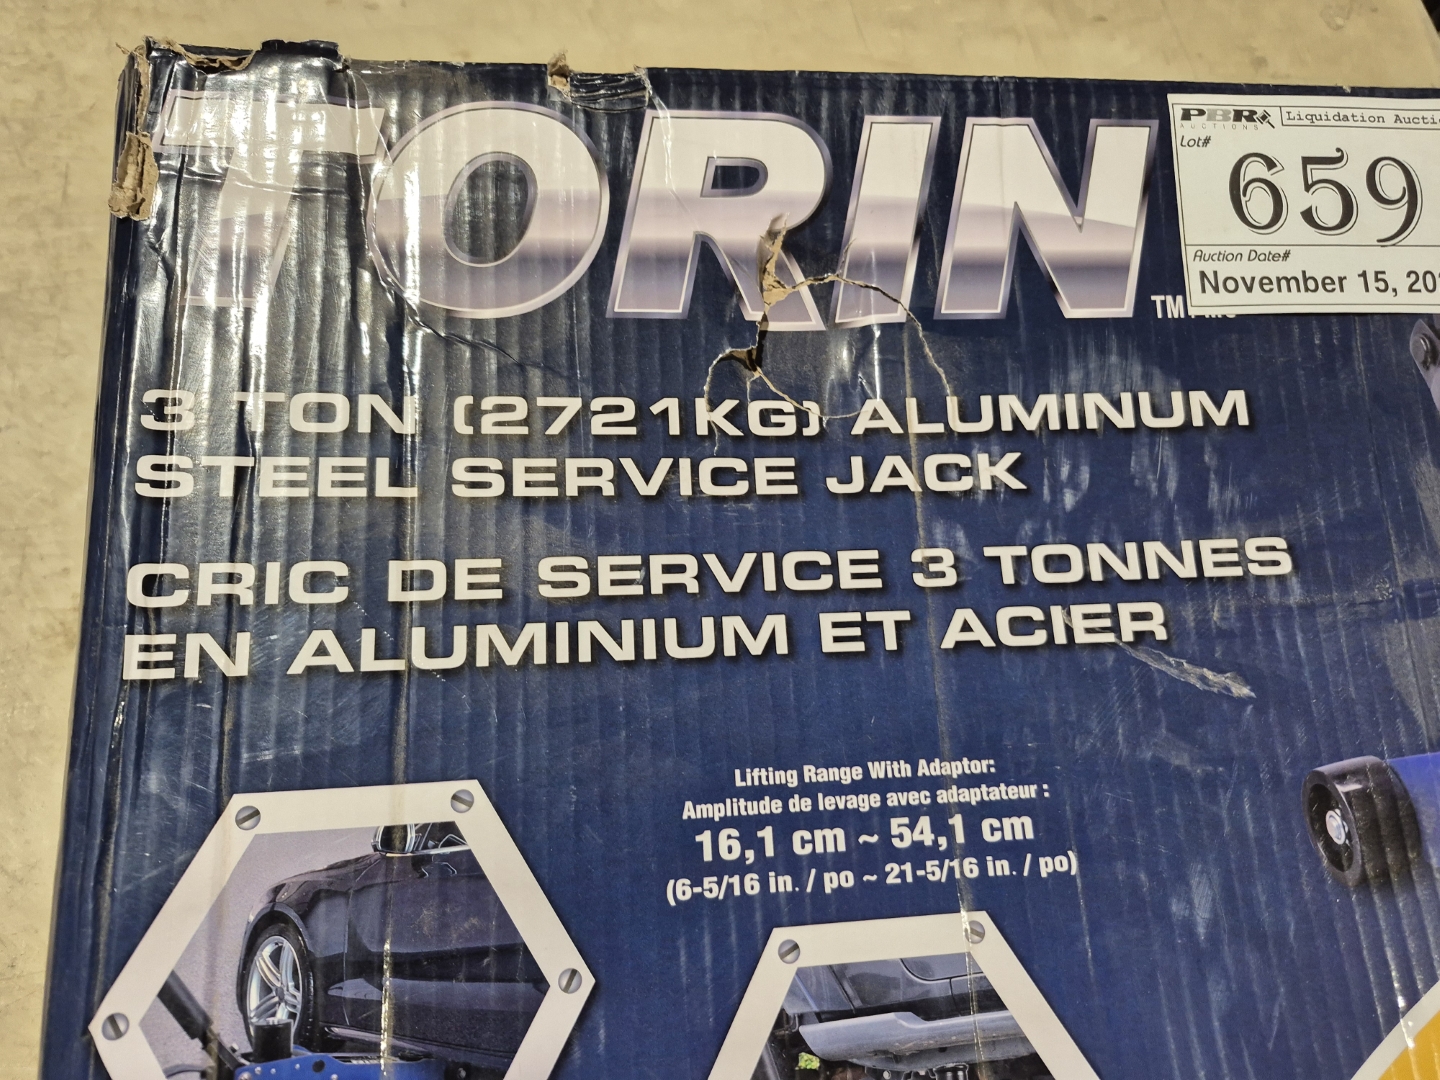 TORIN
PBR
AUCTIONS
Liquidation
Lot#
659
Auction Date#
November 15,
TM
3 TON (2721KG) ALUMINUM
STEEL SERVICE JACK
CRIC DE SERVICE 3 TONNES
EN ALUMINIUM ET ACIER
Lifting Range With Adaptor:
Amplitude de levage avec adaptateur :
16,1 cm ~ 54,1 cm
(6-5/16 in. / po ~ 21-5/16 in. / po)